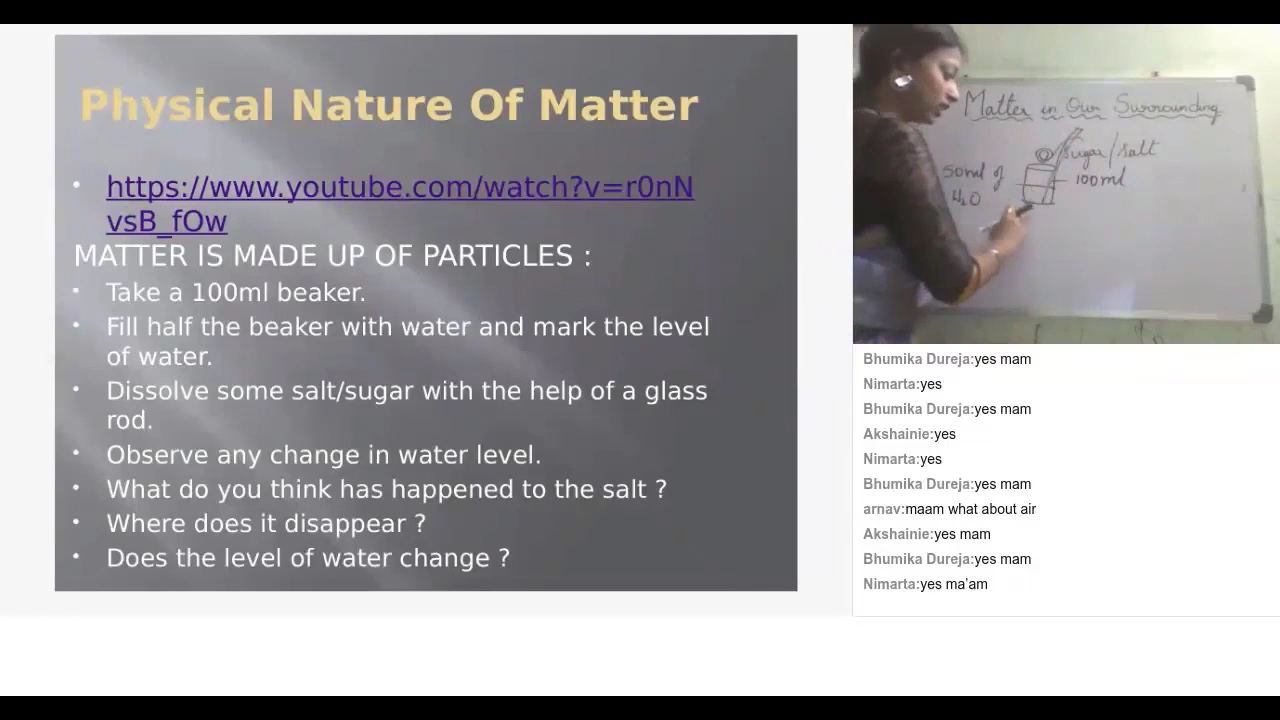 Physical Nature Of Matter
• https://www.youtube.com/watch?v=r0nN
vsB_fOw
MATTER IS MADE UP OF PARTICLES :
• Take a 100ml beaker.
• Fill half the beaker with water and mark the level
of water.
• Dissolve some salt/sugar with the help of a glass
rod.
• Observe any change in water level.
• What do you think has happened to the salt ?
• Where does it disappear ?
• Does the level of water change ?
Matter in Our Surrounding
Sugar/Salt
50ml of
H₂O
100ml
Bhumika Dureja:yes mam
Nimarta:yes
Bhumika Dureja:yes mam
Akshainie:yes
Nimarta:yes
Bhumika Dureja:yes mam
arnav:maam what about air
Akshainie:yes mam
Bhumika Dureja:yes mam
Nimarta:yes ma'am